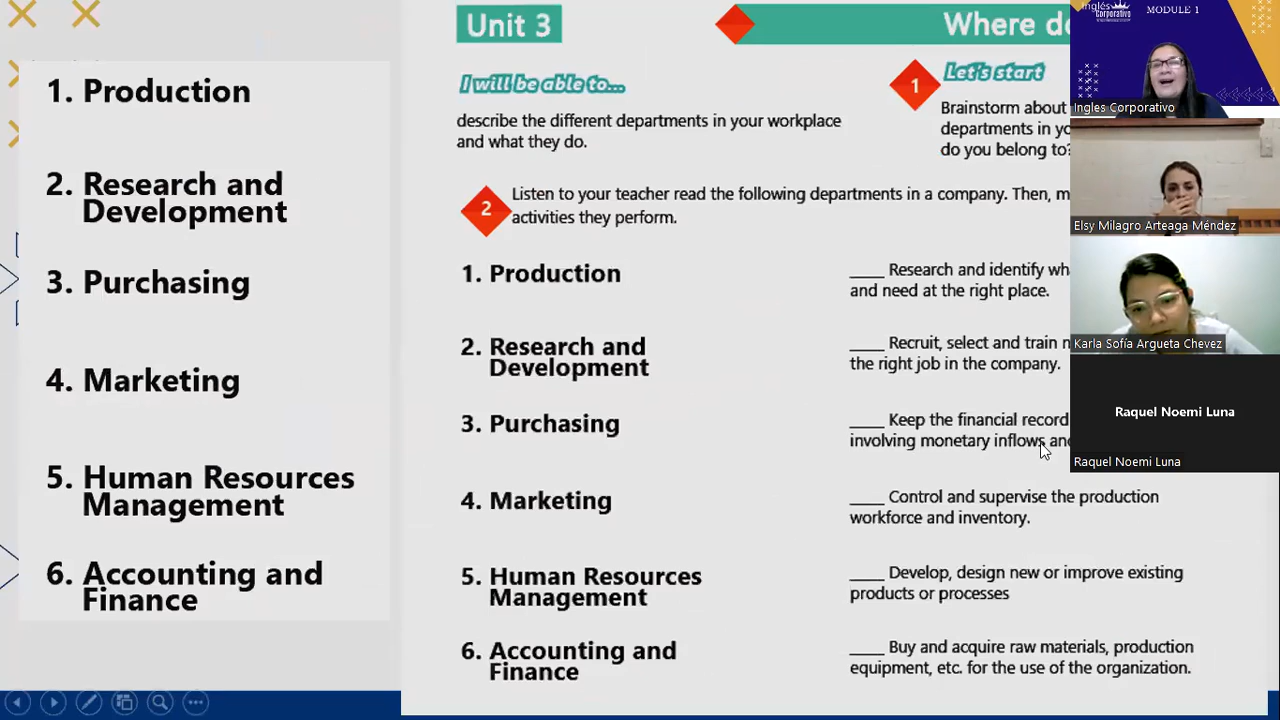 1. Production
2. Research and
Development
3. Purchasing
4. Marketing
5. Human Resources
Management
6. Accounting and
Finance
Unit 3
Where do
I will be able to...
describe the different departments in your workplace
and what they do.
1
Let's start
Brainstorm about
departments in yo
do you belong to?
2
Listen to your teacher read the following departments in a company. Then, m
activities they perform.
1. Production
2. Research and
Development
3. Purchasing
4. Marketing
5. Human Resources
Management
6. Accounting and
Finance
____ Research and identify wh
and need at the right place.
____ Recruit, select and train n
the right job in the company.
____ Keep the financial record
involving monetary inflows and
____ Control and supervise the production
workforce and inventory.
____ Develop, design new or improve existing
products or processes
____ Buy and acquire raw materials, production
equipment, etc. for the use of the organization.
Inglés
Corporativo
MODULE 1
Ingles Corporativo
Elsy Milagro Arteaga Méndez
Karla Sofía Argueta Chevez
Raquel Noemi Luna
Raquel Noemi Luna